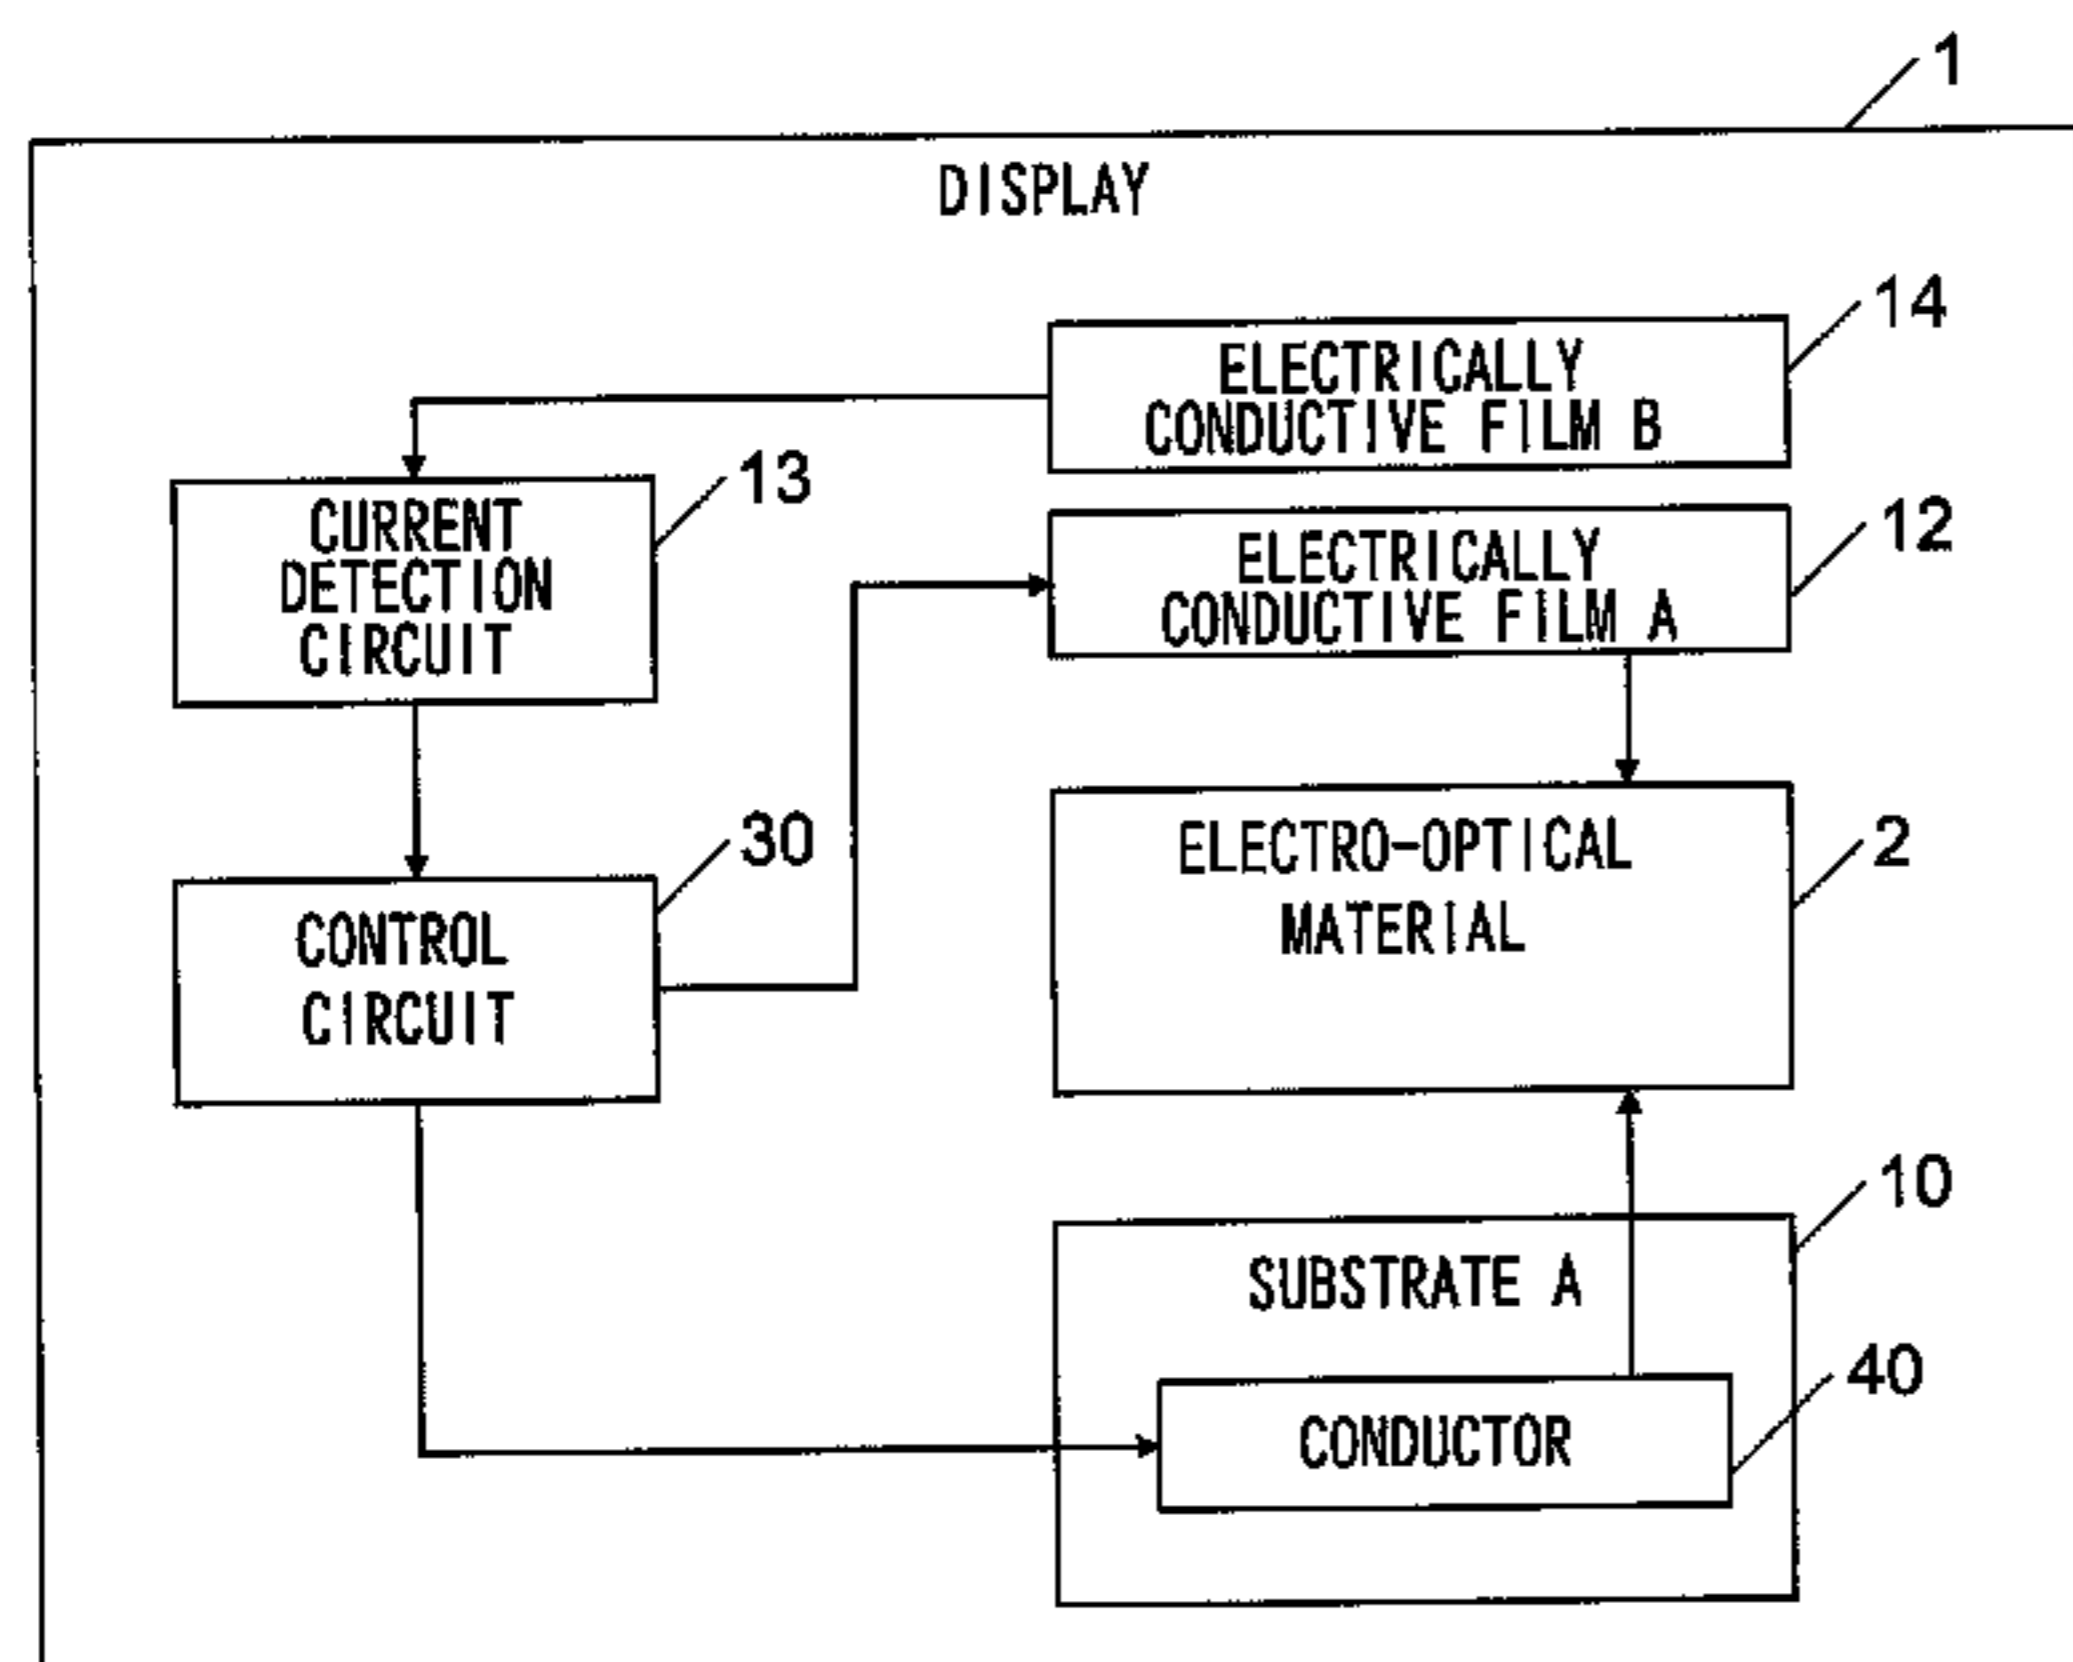 1
DISPLAY
14
ELECTRICALLY
CONDUCTIVE FILM B
13
12
CURRENT
DETECTION
CIRCUIT
ELECTRICALLY
CONDUCTIVE FILM A
30
2
ELECTRO-OPTICAL
MATERIAL
CONTROL
CIRCUIT
10
SUBSTRATE A
40
CONDUCTOR